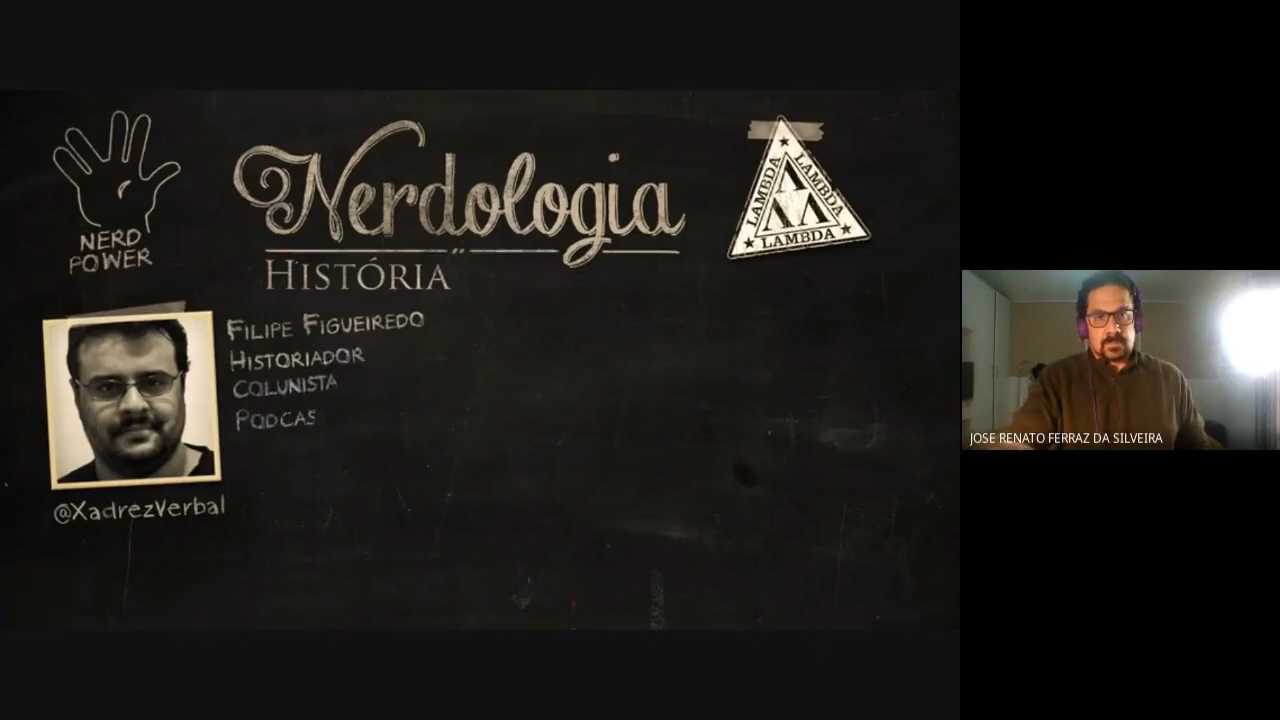 NERD
POWER
Nerdologia
HISTÓRIA
LAMBDA
LAMBDA
LAMBDA
FILIPE FIGUEIREDO
HISTORIADOR
COLUNISTA
PODCAS
@XadrezVerbal
JOSE RENATO FERRAZ DA SILVEIRA